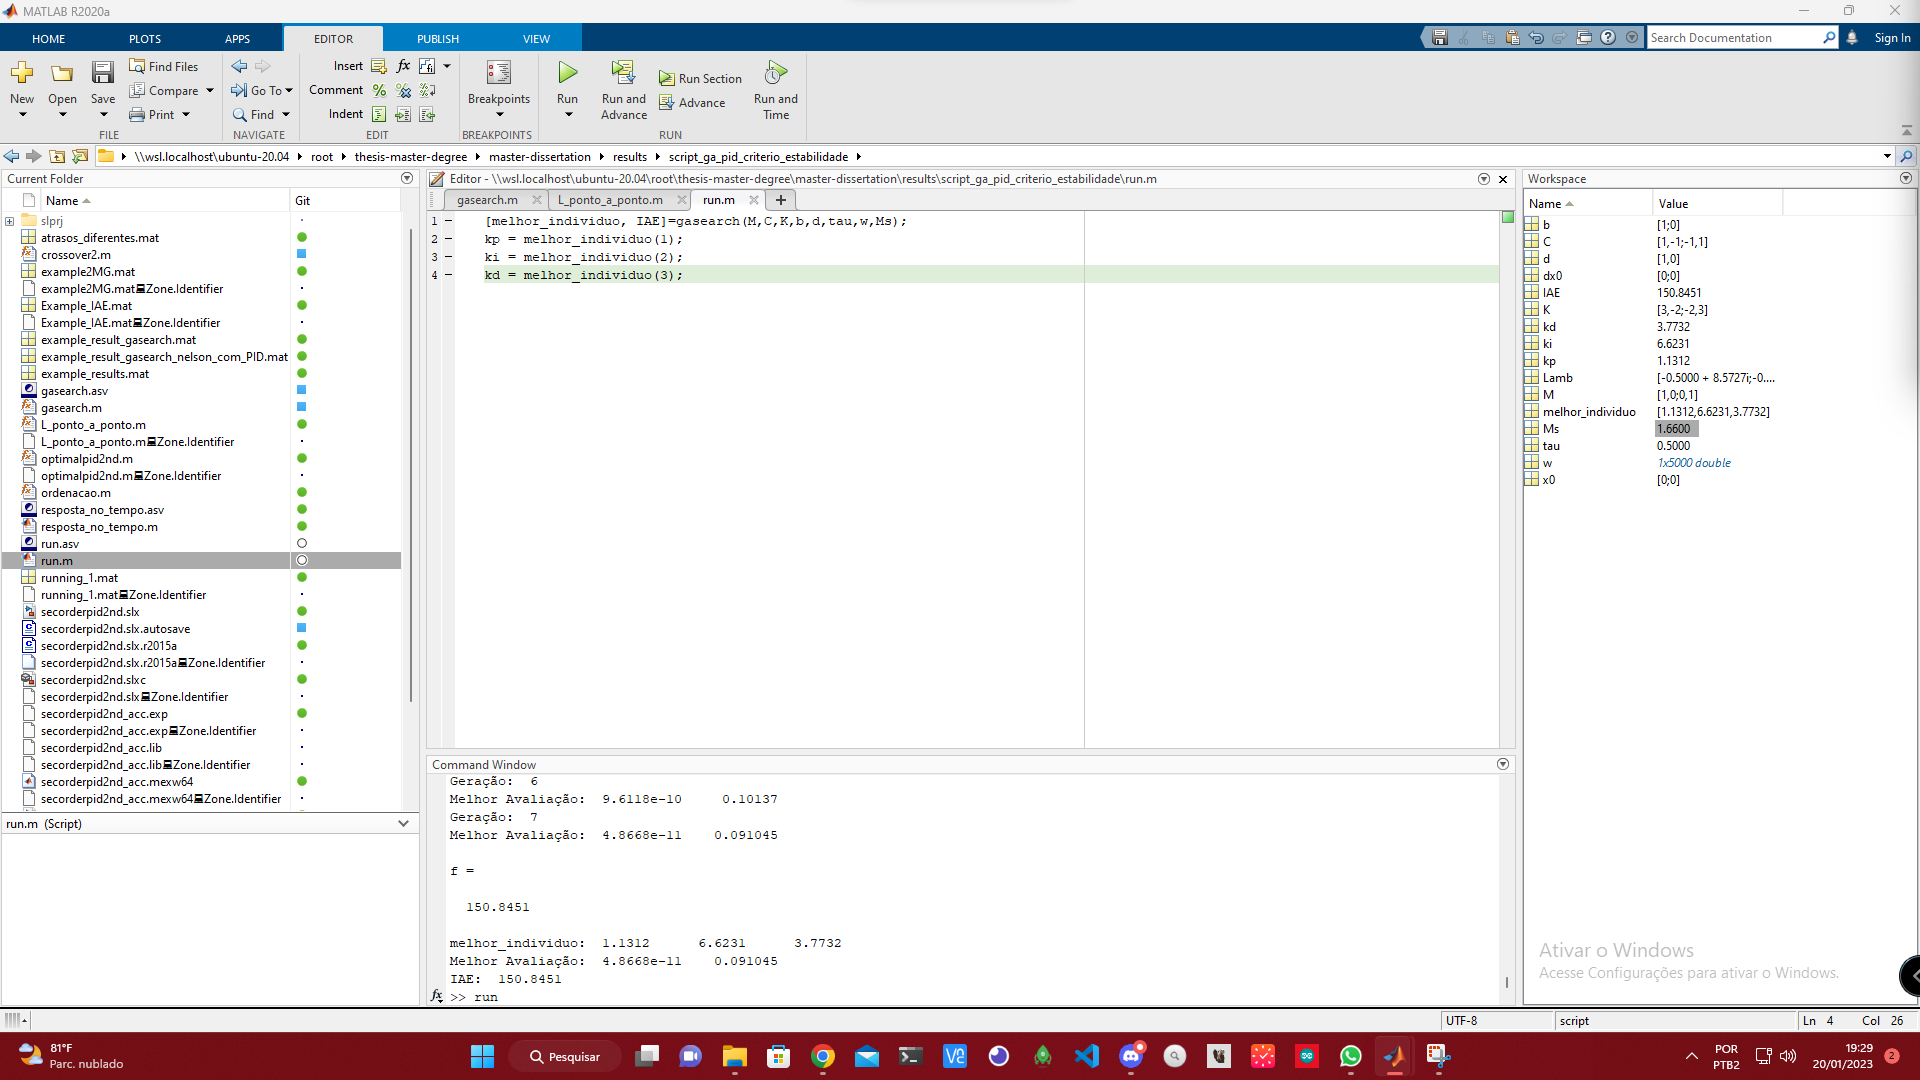 MATLAB R2020a
HOME PLOTS APPS EDITOR PUBLISH VIEW
Search Documentation
Sign In
New Open Save
Find Files
Compare
Print
FILE
Go To
Find
NAVIGATE
Insert
Comment
Indent
EDIT
Breakpoints
BREAKPOINTS
Run
Run and Advance
Run Section
Advance
Run and Time
RUN
\\wsl.localhost\ubuntu-20.04 root thesis-master-degree master-dissertation results script_ga_pid_criterio_estabilidade
Current Folder
Name Git
slprj
atrasos_diferentes.mat
crossover2.m
example2MG.mat
example2MG.mat Zone.Identifier
Example_IAE.mat
Example_IAE.mat Zone.Identifier
example_result_gasearch.mat
example_result_gasearch_nelson_com_PID.mat
example_results.mat
gasearch.asv
gasearch.m
L_ponto_a_ponto.m
L_ponto_a_ponto.m Zone.Identifier
optimalpid2nd.m
optimalpid2nd.m Zone.Identifier
ordenacao.m
resposta_no_tempo.asv
resposta_no_tempo.m
run.asv
run.m
running_1.mat
running_1.mat Zone.Identifier
secorderpid2nd.slx
secorderpid2nd.slx.autosave
secorderpid2nd.slx.r2015a
secorderpid2nd.slx.r2015a Zone.Identifier
secorderpid2nd.slxc
secorderpid2nd.slx Zone.Identifier
secorderpid2nd_acc.exp
secorderpid2nd_acc.exp Zone.Identifier
secorderpid2nd_acc.lib
secorderpid2nd_acc.lib Zone.Identifier
secorderpid2nd_acc.mexw64
secorderpid2nd_acc.mexw64 Zone.Identifier
run.m (Script)
Editor - \\wsl.localhost\ubuntu-20.04\root\thesis-master-degree\master-dissertation\results\script_ga_pid_criterio_estabilidade\run.m
gasearch.m L_ponto_a_ponto.m run.m
1 [melhor_individuo, IAE]=gasearch(M,C,K,b,d,tau,w,Ms);
2 kp = melhor_individuo(1);
3 ki = melhor_individuo(2);
4 kd = melhor_individuo(3);
Command Window
Geração: 6
Melhor Avaliação: 9.6118e-10 0.10137
Geração: 7
Melhor Avaliação: 4.8668e-11 0.091045
f =
150.8451
melhor_individuo: 1.1312 6.6231 3.7732
Melhor Avaliação: 4.8668e-11 0.091045
IAE: 150.8451
fx >> run
Workspace
Name Value
b [1;0]
C [1,-1;-1,1]
d [1,0]
dx0 [0;0]
IAE 150.8451
K [3,-2;-2,3]
kd 3.7732
ki 6.6231
kp 1.1312
Lamb [-0.5000 + 8.5727i;-0....
M [1,0;0,1]
melhor_individuo [1.1312,6.6231,3.7732]
Ms 1.6600
tau 0.5000
w 1x5000 double
x0 [0;0]
Ativar o Windows
Acesse Configurações para ativar o Windows.
UTF-8 script Ln 4 Col 26
81°F
Parc. nublado
Pesquisar
POR
PTB2
19:29
20/01/2023
2